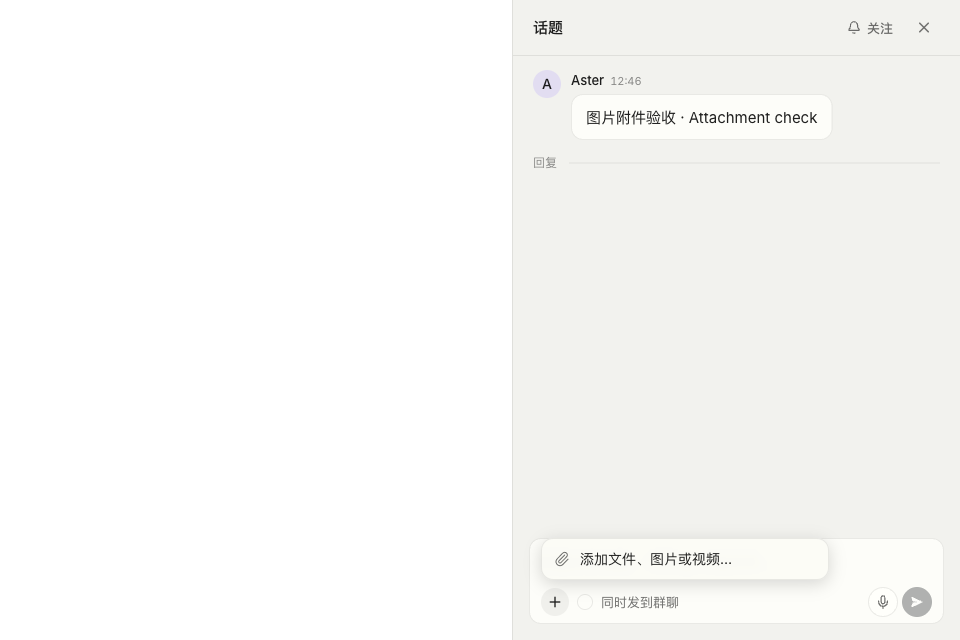 话题
关注
A
Aster 12:46
图片附件验收 · Attachment check
回复
添加文件、图片或视频...
同时发到群聊